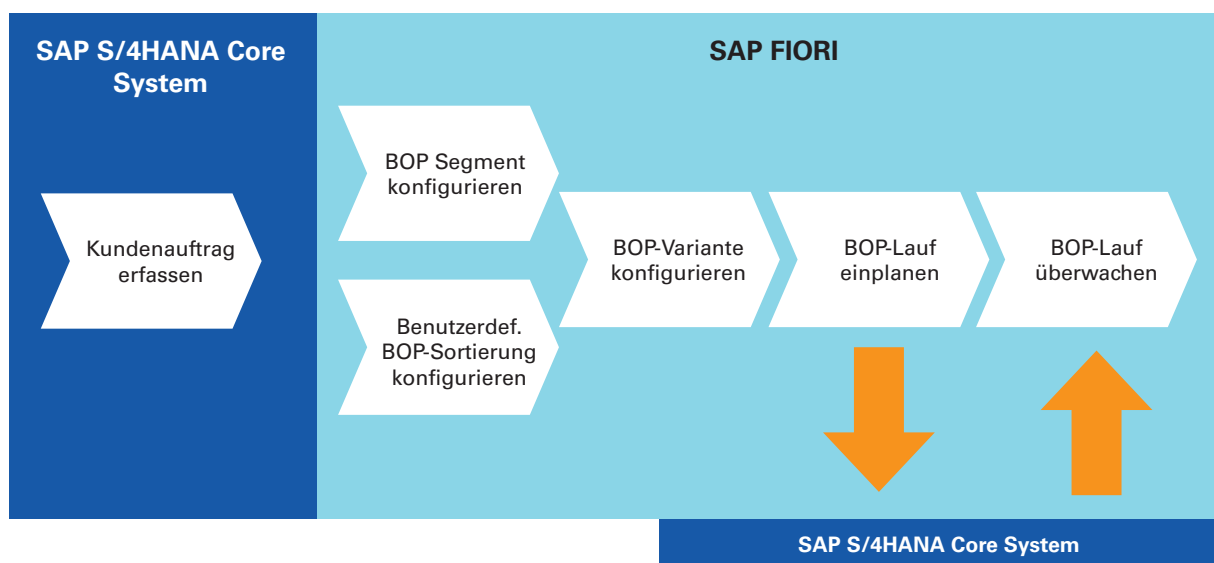 SAP S/4HANA Core
System
SAP FIORI
Kundenauftrag
erfassen
BOP Segment
konfigurieren
Benutzerdef.
BOP-Sortierung
konfigurieren
BOP-Variante
konfigurieren
BOP-Lauf
einplanen
BOP-Lauf
überwachen
SAP S/4HANA Core System